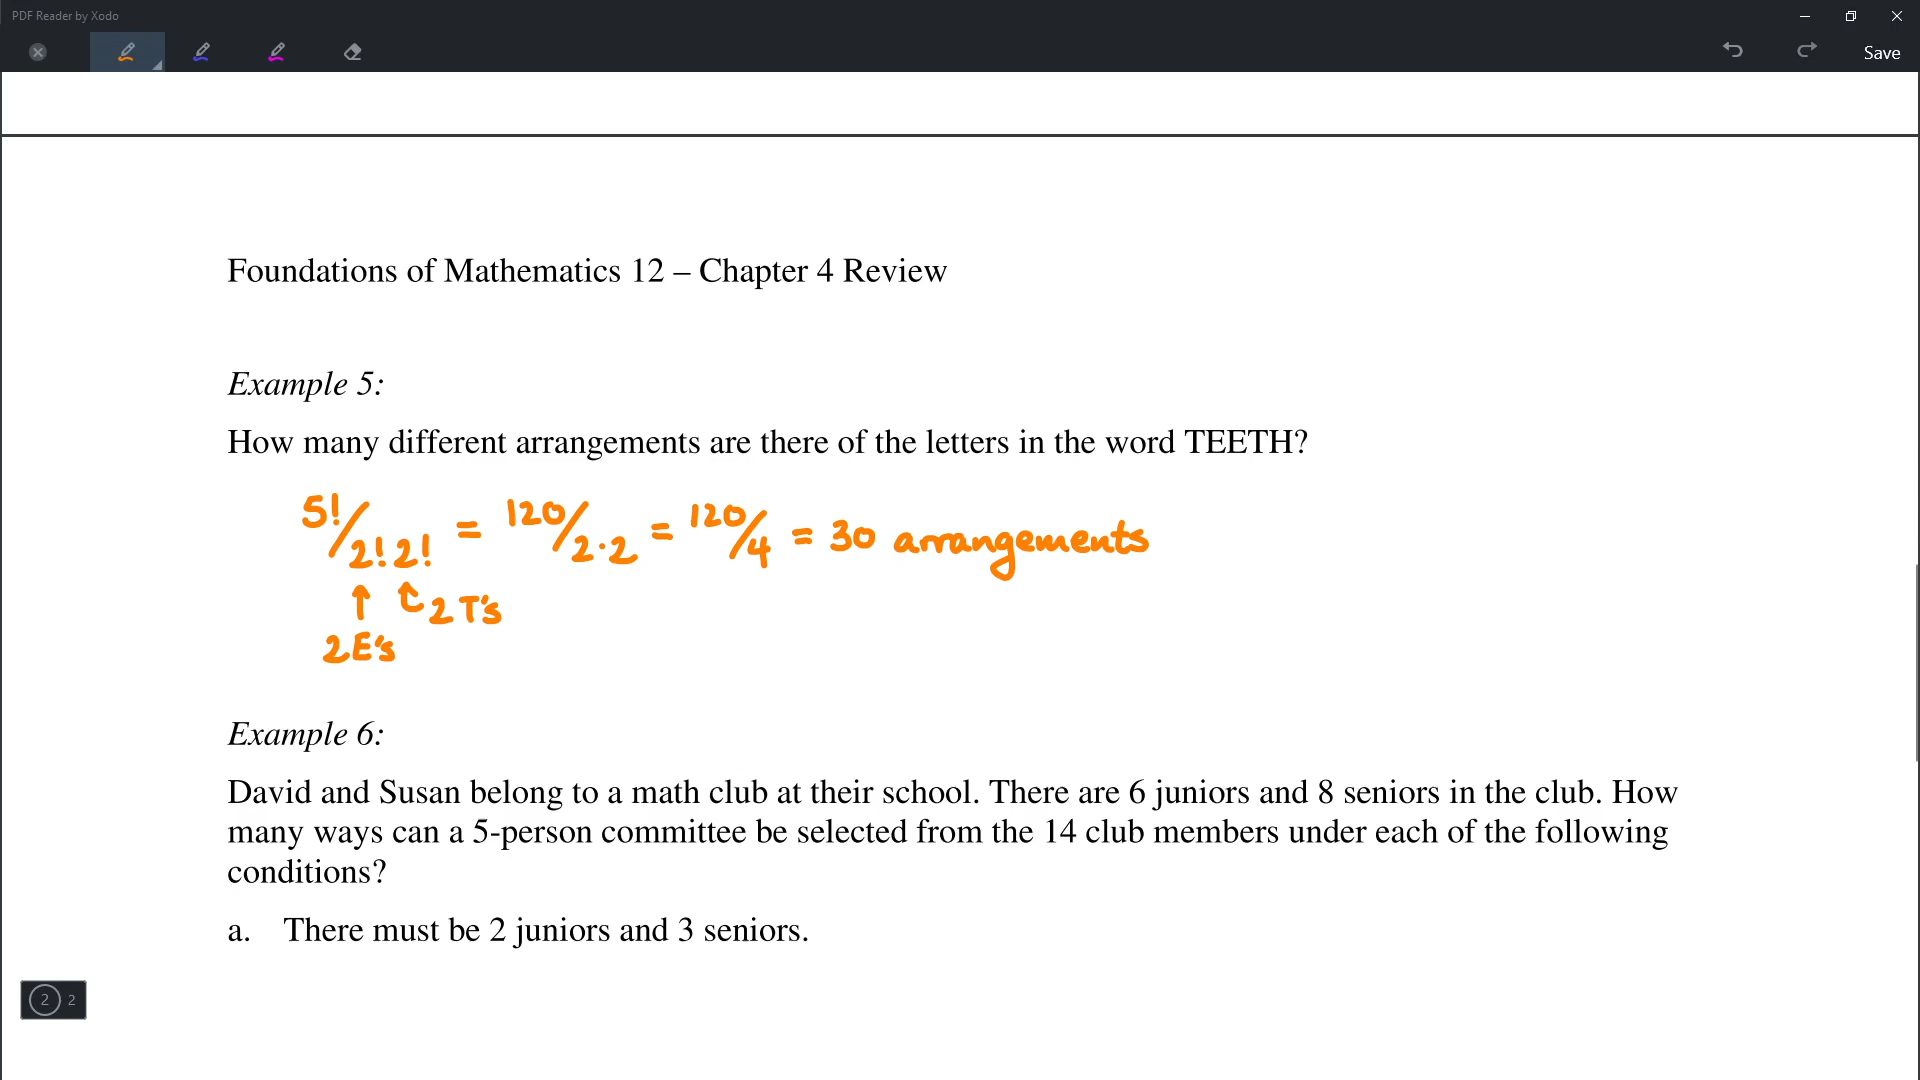 PDF Reader by Xodo
Save
Foundations of Mathematics 12 – Chapter 4 Review
Example 5:
How many different arrangements are there of the letters in the word TEETH?
5!/2!2! = 120/2·2 = 120/4 = 30 arrangements
2 T's
2E's
Example 6:
David and Susan belong to a math club at their school. There are 6 juniors and 8 seniors in the club. How
many ways can a 5-person committee be selected from the 14 club members under each of the following
conditions?
a. There must be 2 juniors and 3 seniors.
2 2